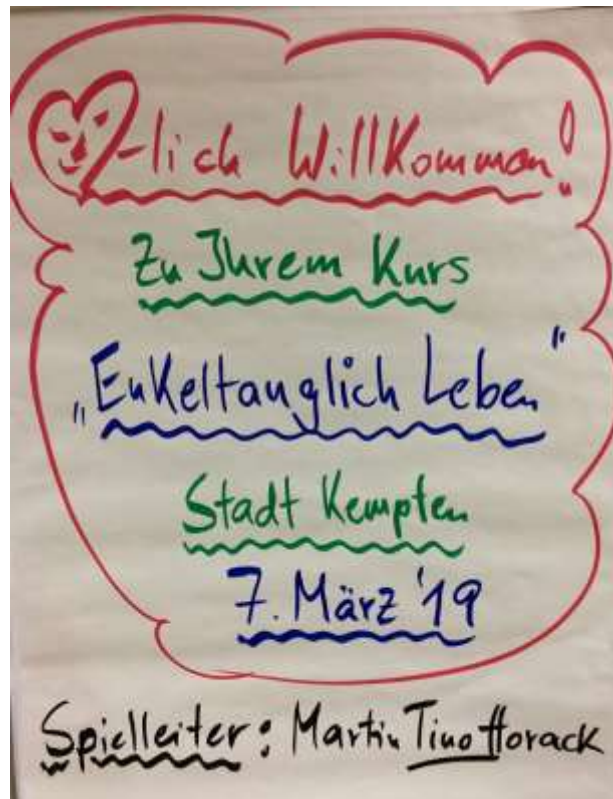 -lich Willkommen!
Zu Ihrem Kurs
„Enkeltauglich Leben"
Stadt Kempten
7. März '19
Spielleiter: Martin Tino Horack